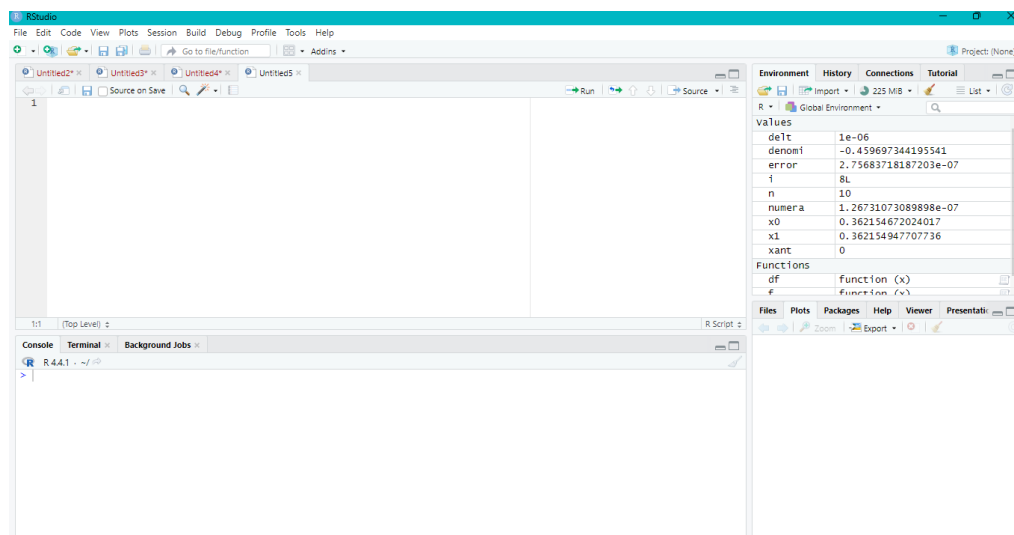 RStudio
File Edit Code View Plots Session Build Debug Profile Tools Help
Go to file/function Addins Project: (None)
Untitled2* Untitled3* Untitled4* Untitled5
Source on Save Run Source
1
1:1 (Top Level) R Script
Console Terminal Background Jobs
R 4.4.1 · ~/
>
Environment History Connections Tutorial
Import 225 MiB List
R Global Environment
Values
delt 1e-06
denomi -0.459697344195541
error 2.75683718187203e-07
i 8L
n 10
numera 1.26731073089898e-07
x0 0.362154672024017
x1 0.362154947707736
xant 0
Functions
df function (x)
f function (x)
Files Plots Packages Help Viewer Presentatic
Zoom Export